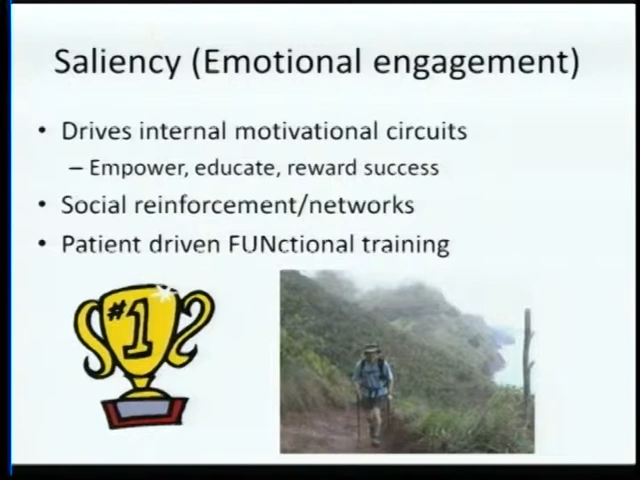 Saliency (Emotional engagement)
• Drives internal motivational circuits
– Empower, educate, reward success
• Social reinforcement/networks
• Patient driven FUNctional training
#1